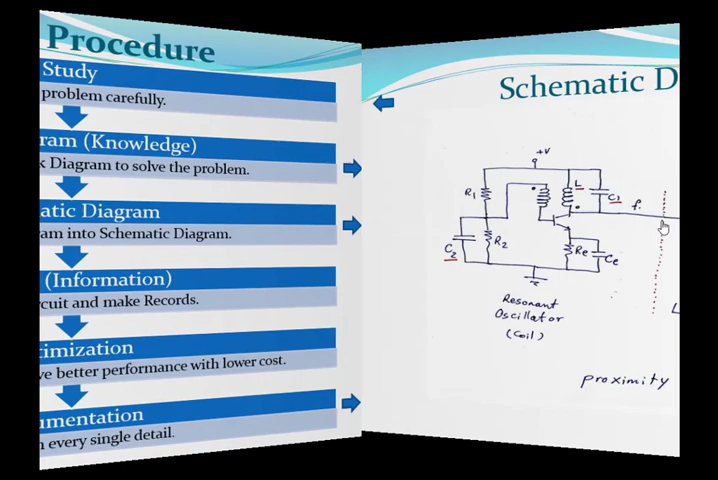 Procedure
Study
problem carefully.
ram (Knowledge)
k Diagram to solve the problem.
atic Diagram
ram into Schematic Diagram.
(Information)
rcuit and make Records.
timization
ve better performance with lower cost.
umentation
n every single detail.
Schematic D
+V
R1
L
C1
f.
C2
R2
Re
Ce
Resonant
Oscillator
(Coil)
L
Proximity